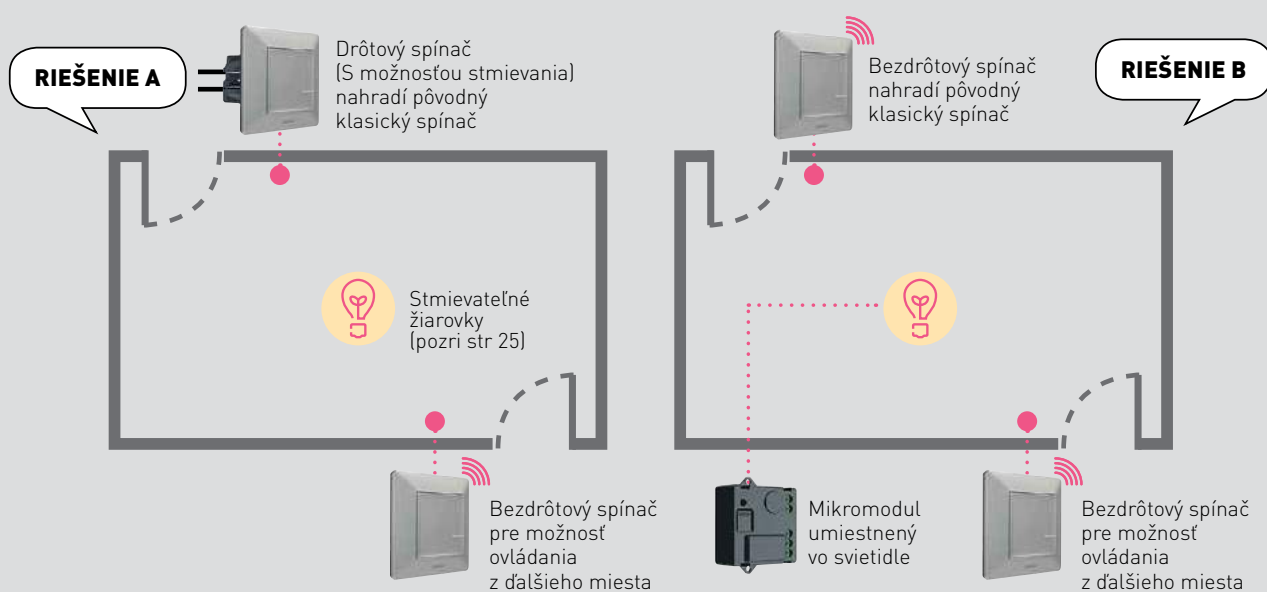 RIEŠENIE A
Drôtový spínač
(S možnosťou stmievania)
nahradí pôvodný
klasický spínač
Stmievateľné
žiarovky
(pozri str 25)
Bezdrôtový spínač
pre možnosť
ovládania
z ďalšieho miesta
Bezdrôtový spínač
nahradí pôvodný
klasický spínač
RIEŠENIE B
Mikromodul
umiestnený
vo svietidle
Bezdrôtový spínač
pre možnosť
ovládania
z ďalšieho miesta